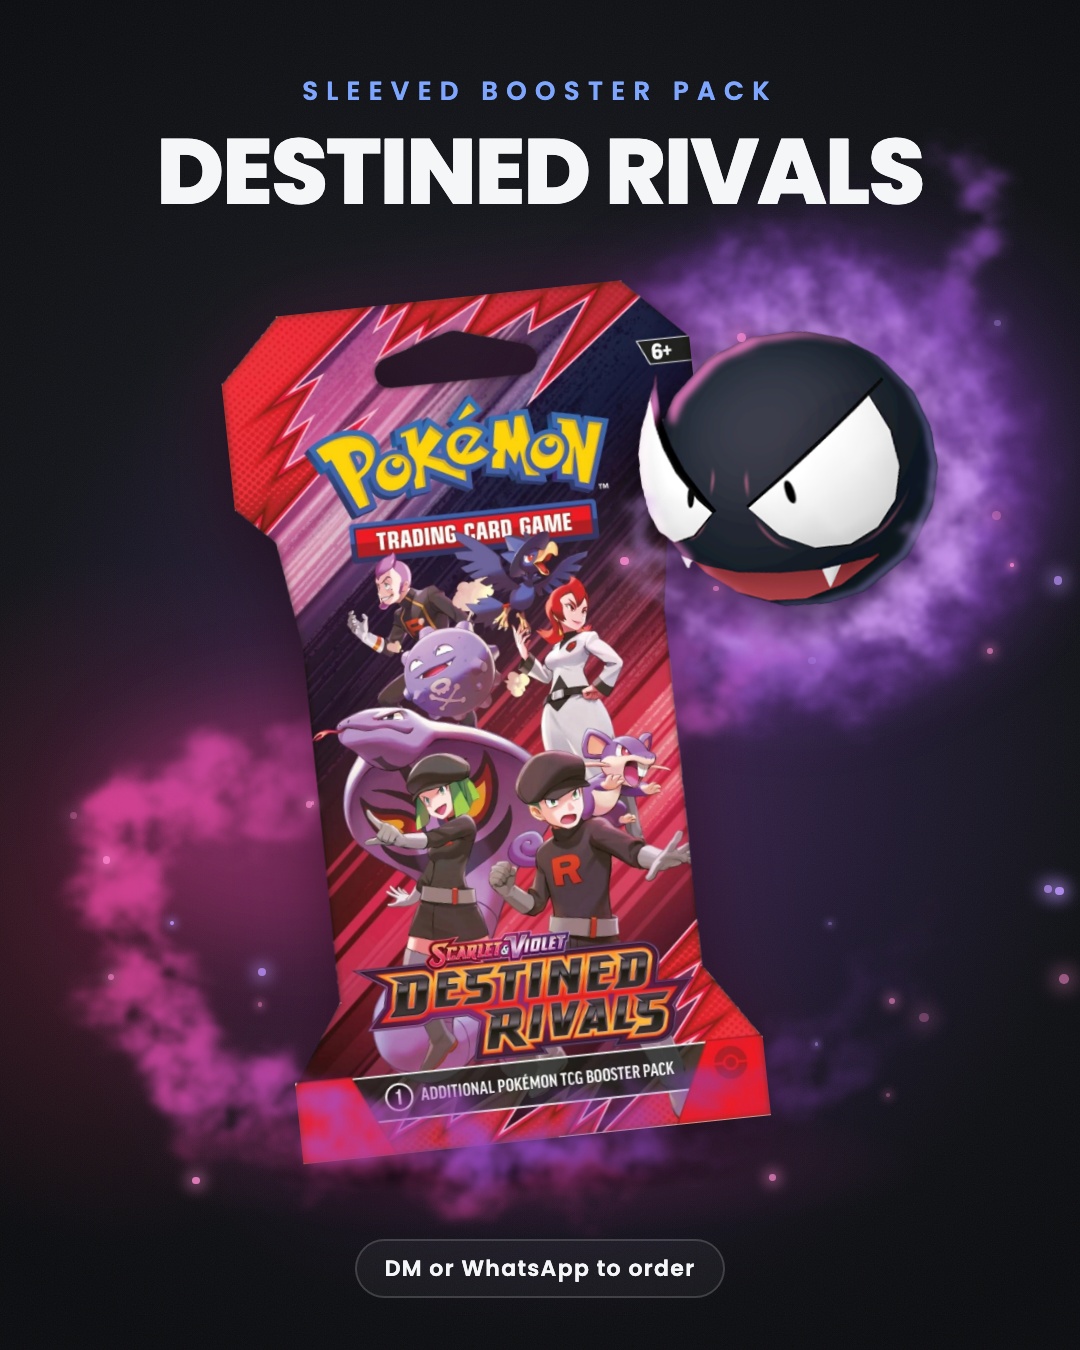 SLEEVED BOOSTER PACK
DESTINED RIVALS
6+
POKéMON
™
TRADING CARD GAME
R
SCARLET & VIOLET
DESTINED
RIVALS
1 ADDITIONAL POKÉMON TCG BOOSTER PACK
DM or WhatsApp to order